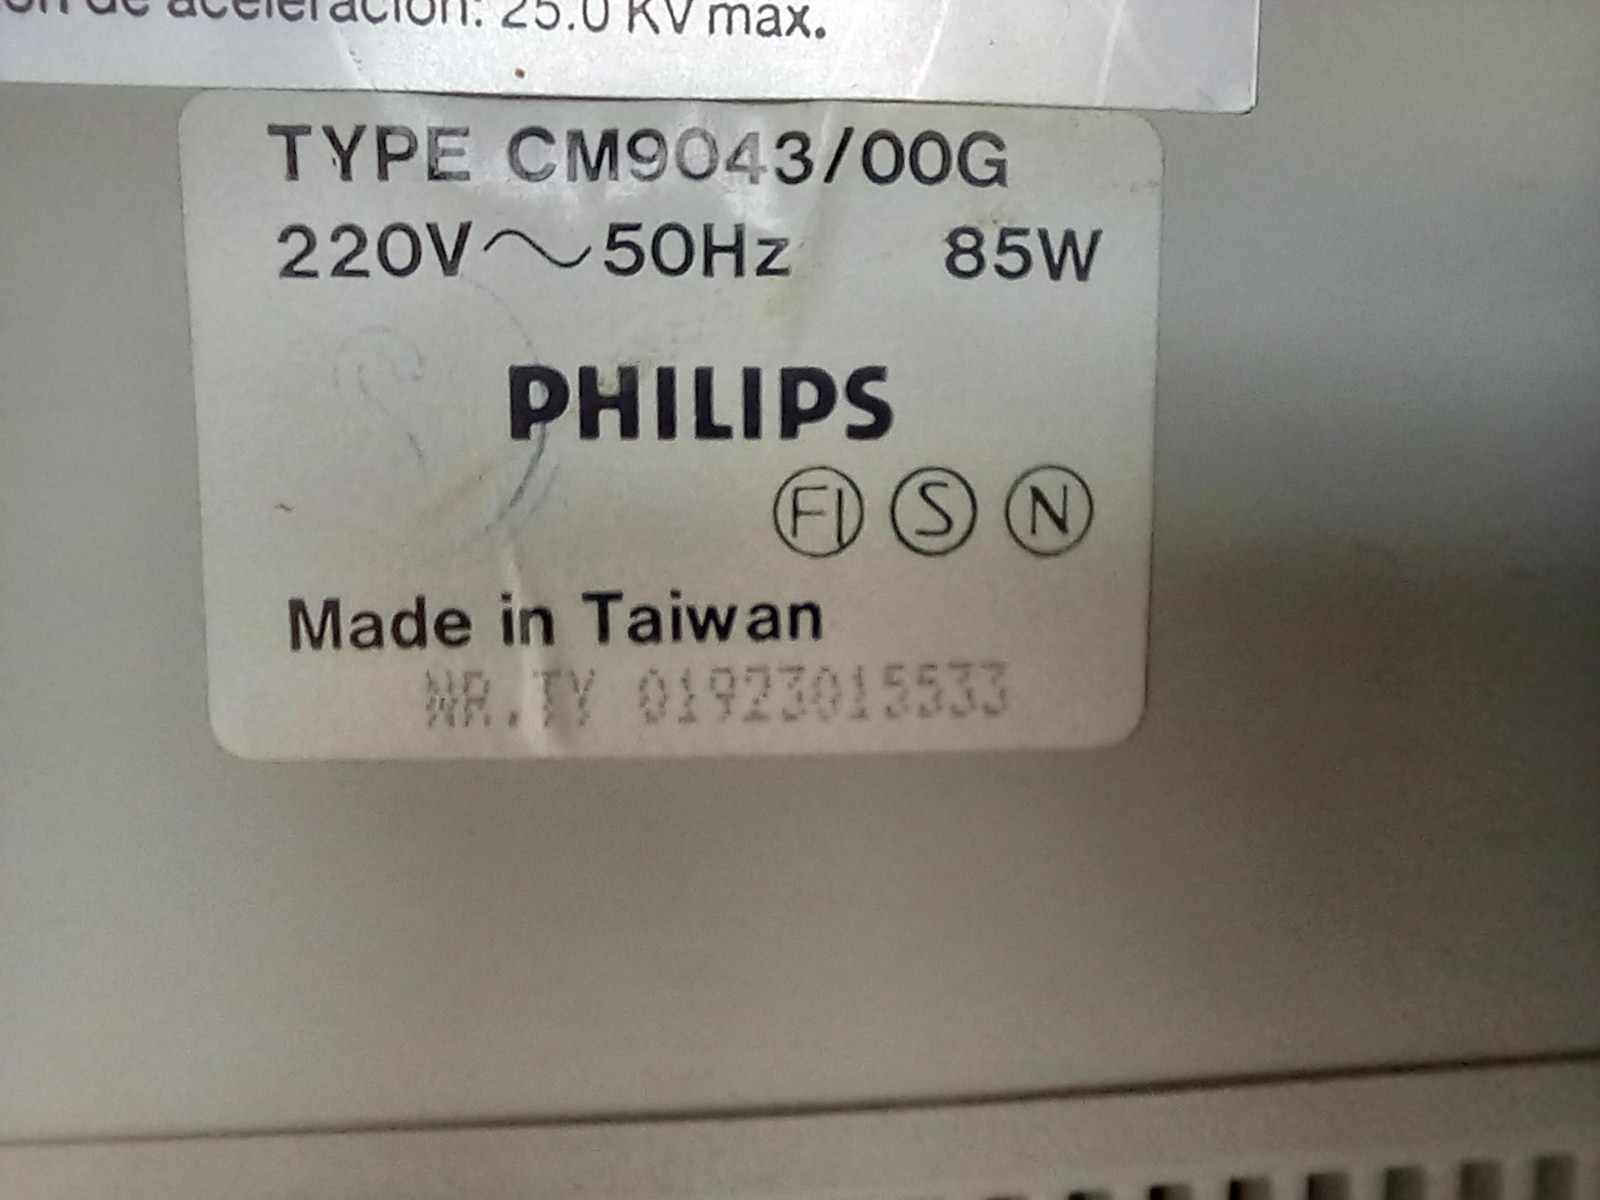 de aceleración: 25.0 KV max.
TYPE CM9043/00G
220V~50Hz 85W
PHILIPS
FI S N
Made in Taiwan
NR.TY 01923015533